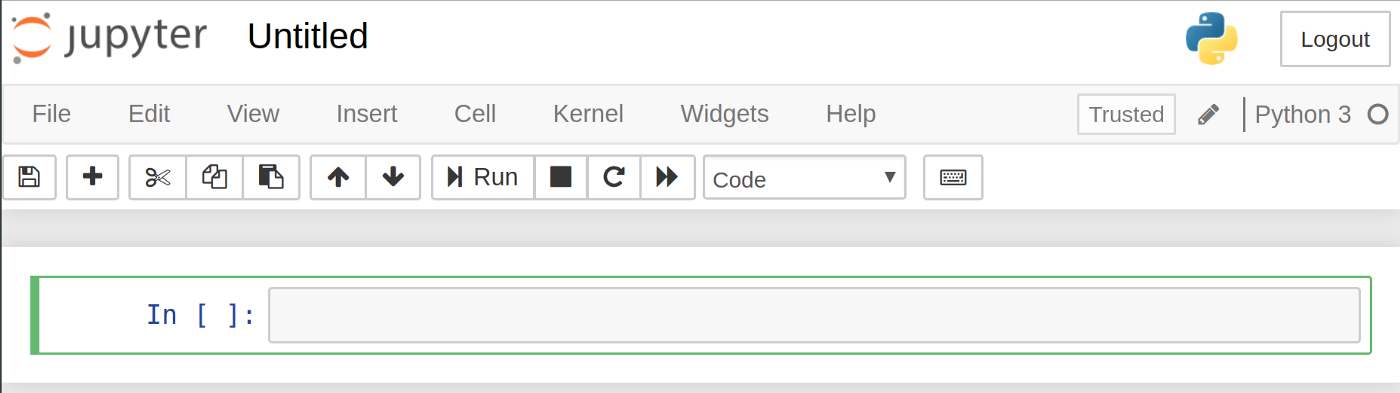 jupyter Untitled Logout
File Edit View Insert Cell Kernel Widgets Help Trusted Python 3
Run Code
In [ ]: